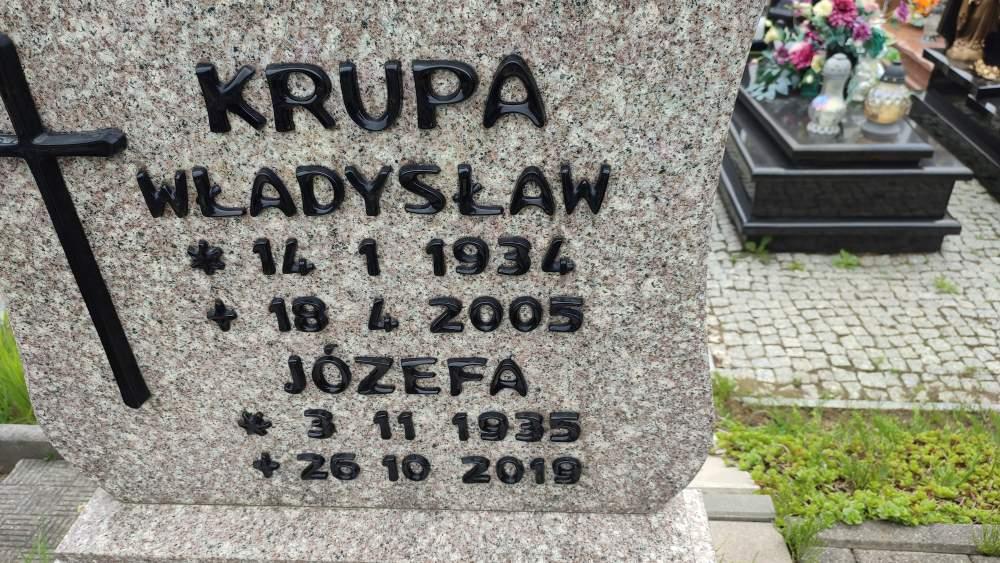 KRUPA
WŁADYSŁAW
* 14 1 1934
+ 18 4 2005
JÓZEFA
* 3 11 1935
+ 26 10 2019